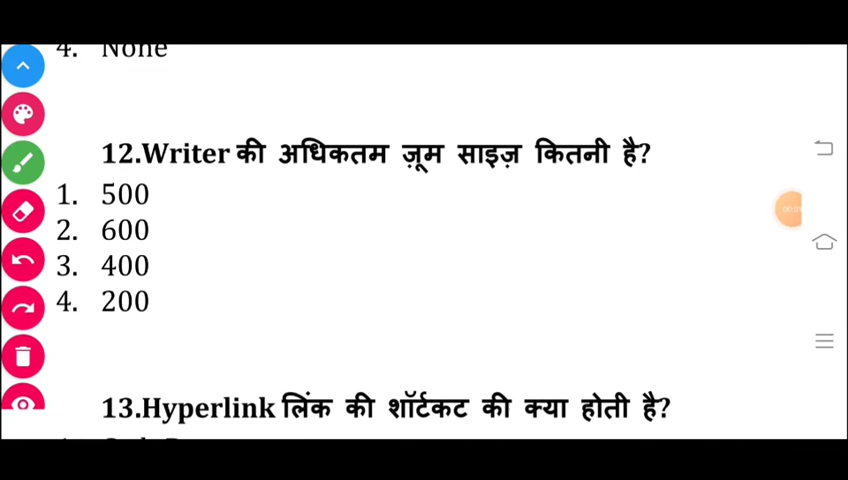 4. None
12.Writer की अधिकतम ज़ूम साइज़ कितनी है?
1. 500
2. 600
3. 400
4. 200
13.Hyperlink लिंक की शॉर्टकट की क्या होती है?